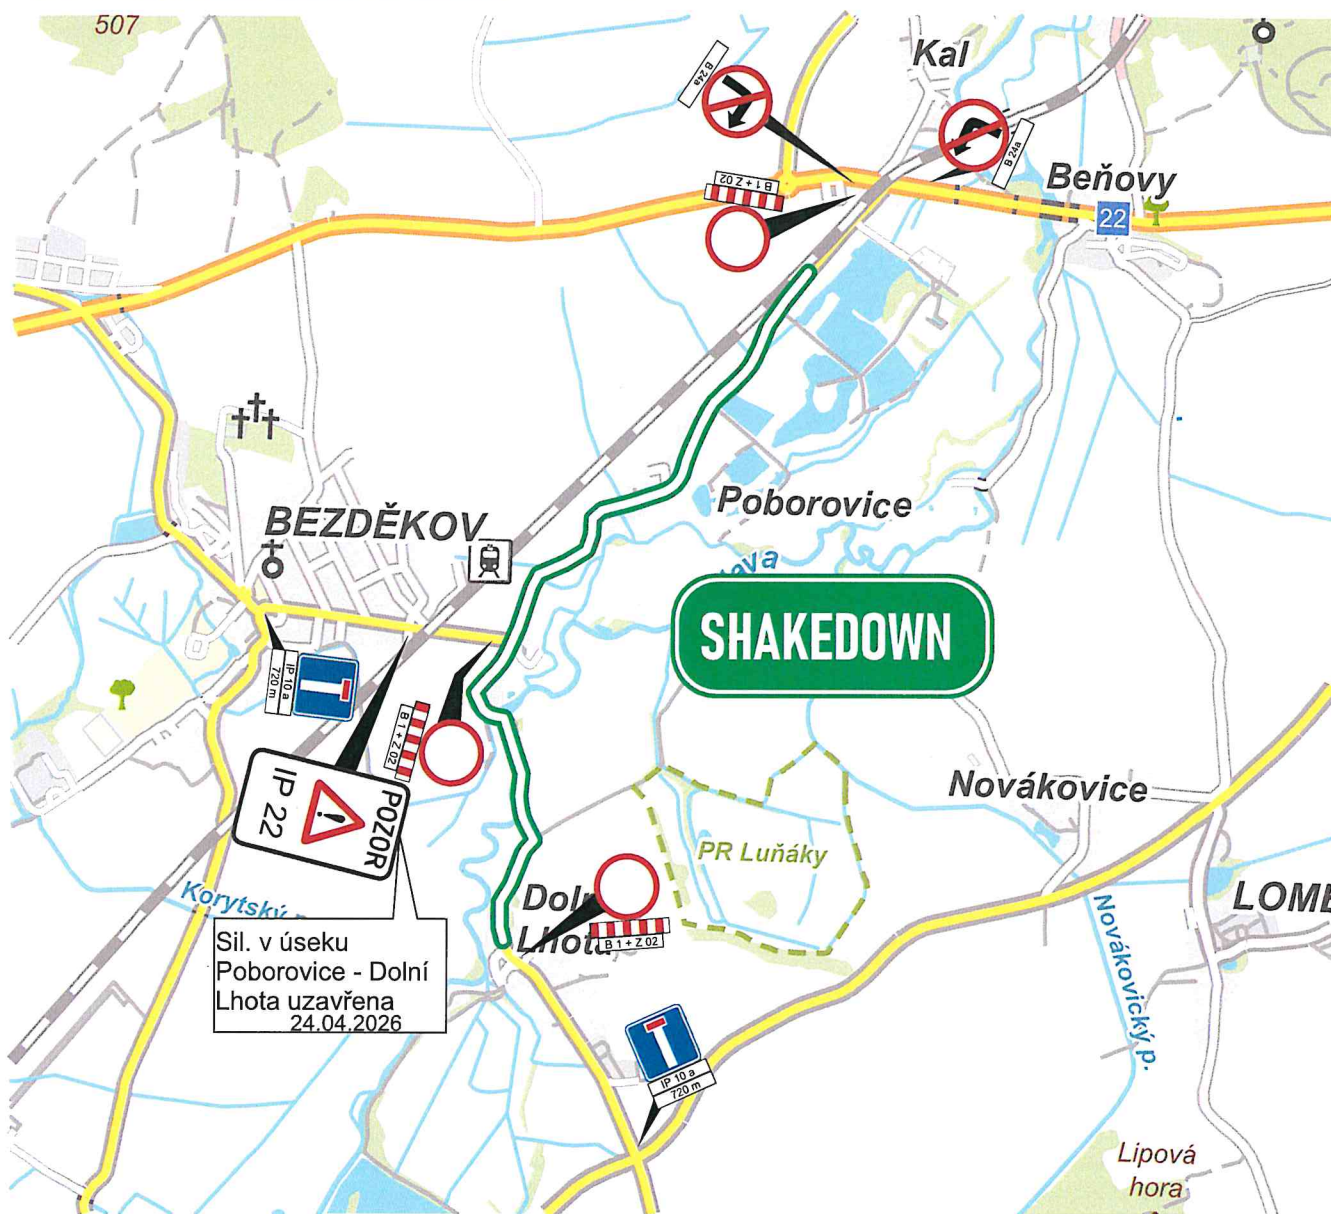 507
Kal
B 24a
B 24a
Beňovy
22
B 1 + Z 02
Poborovice
BEZDĚKOV
SHAKEDOWN
IP 10 a
720 m
B 1 + Z 02
POZOR
IP 22
Novákovice
PR Luňáky
Korytský
LOME
Lhota
B 1 + Z 02
Novákovický p.
Sil. v úseku
Poborovice - Dolní
Lhota uzavřena
24.04.2026
IP 10 a
720 m
Lipová
hora